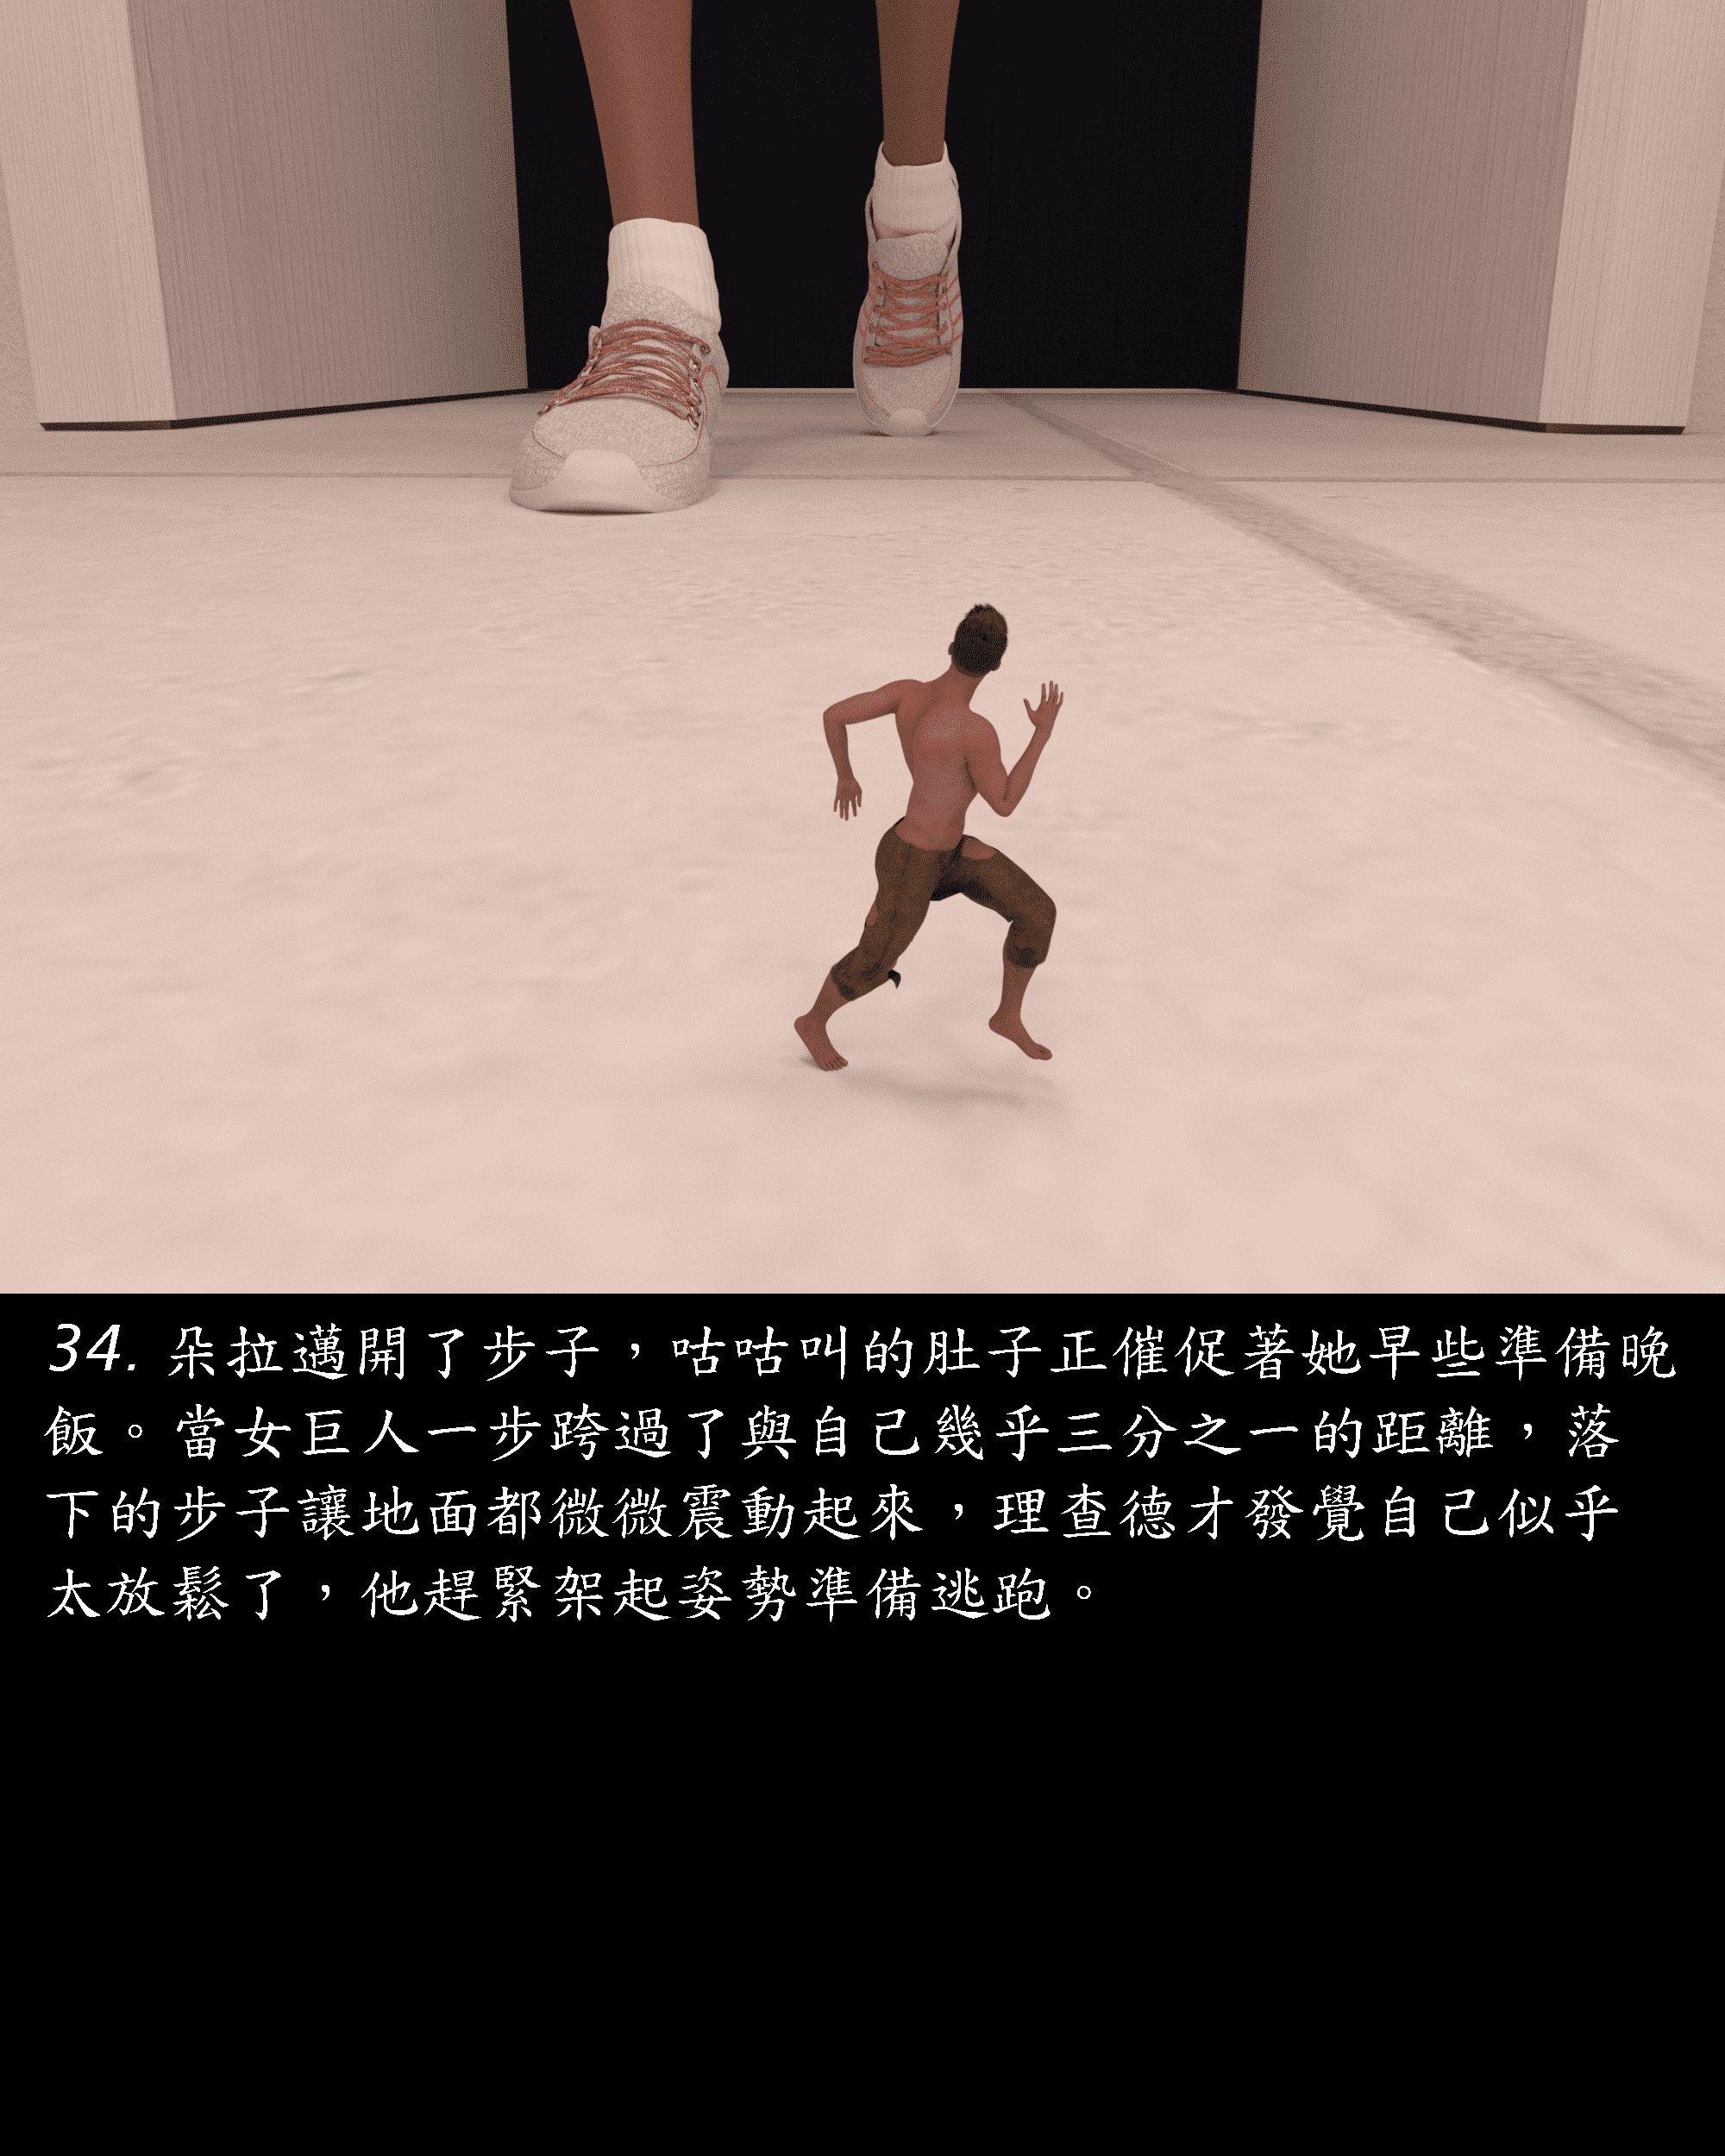 34. 朵拉邁開了步子，咕咕叫的肚子正催促著她早些準備晚
飯。當女巨人一步跨過了與自己幾乎三分之一的距離，落
下的步子讓地面都微微震動起來，理查德才發覺自己似乎
太放鬆了，他趕緊架起姿勢準備逃跑。